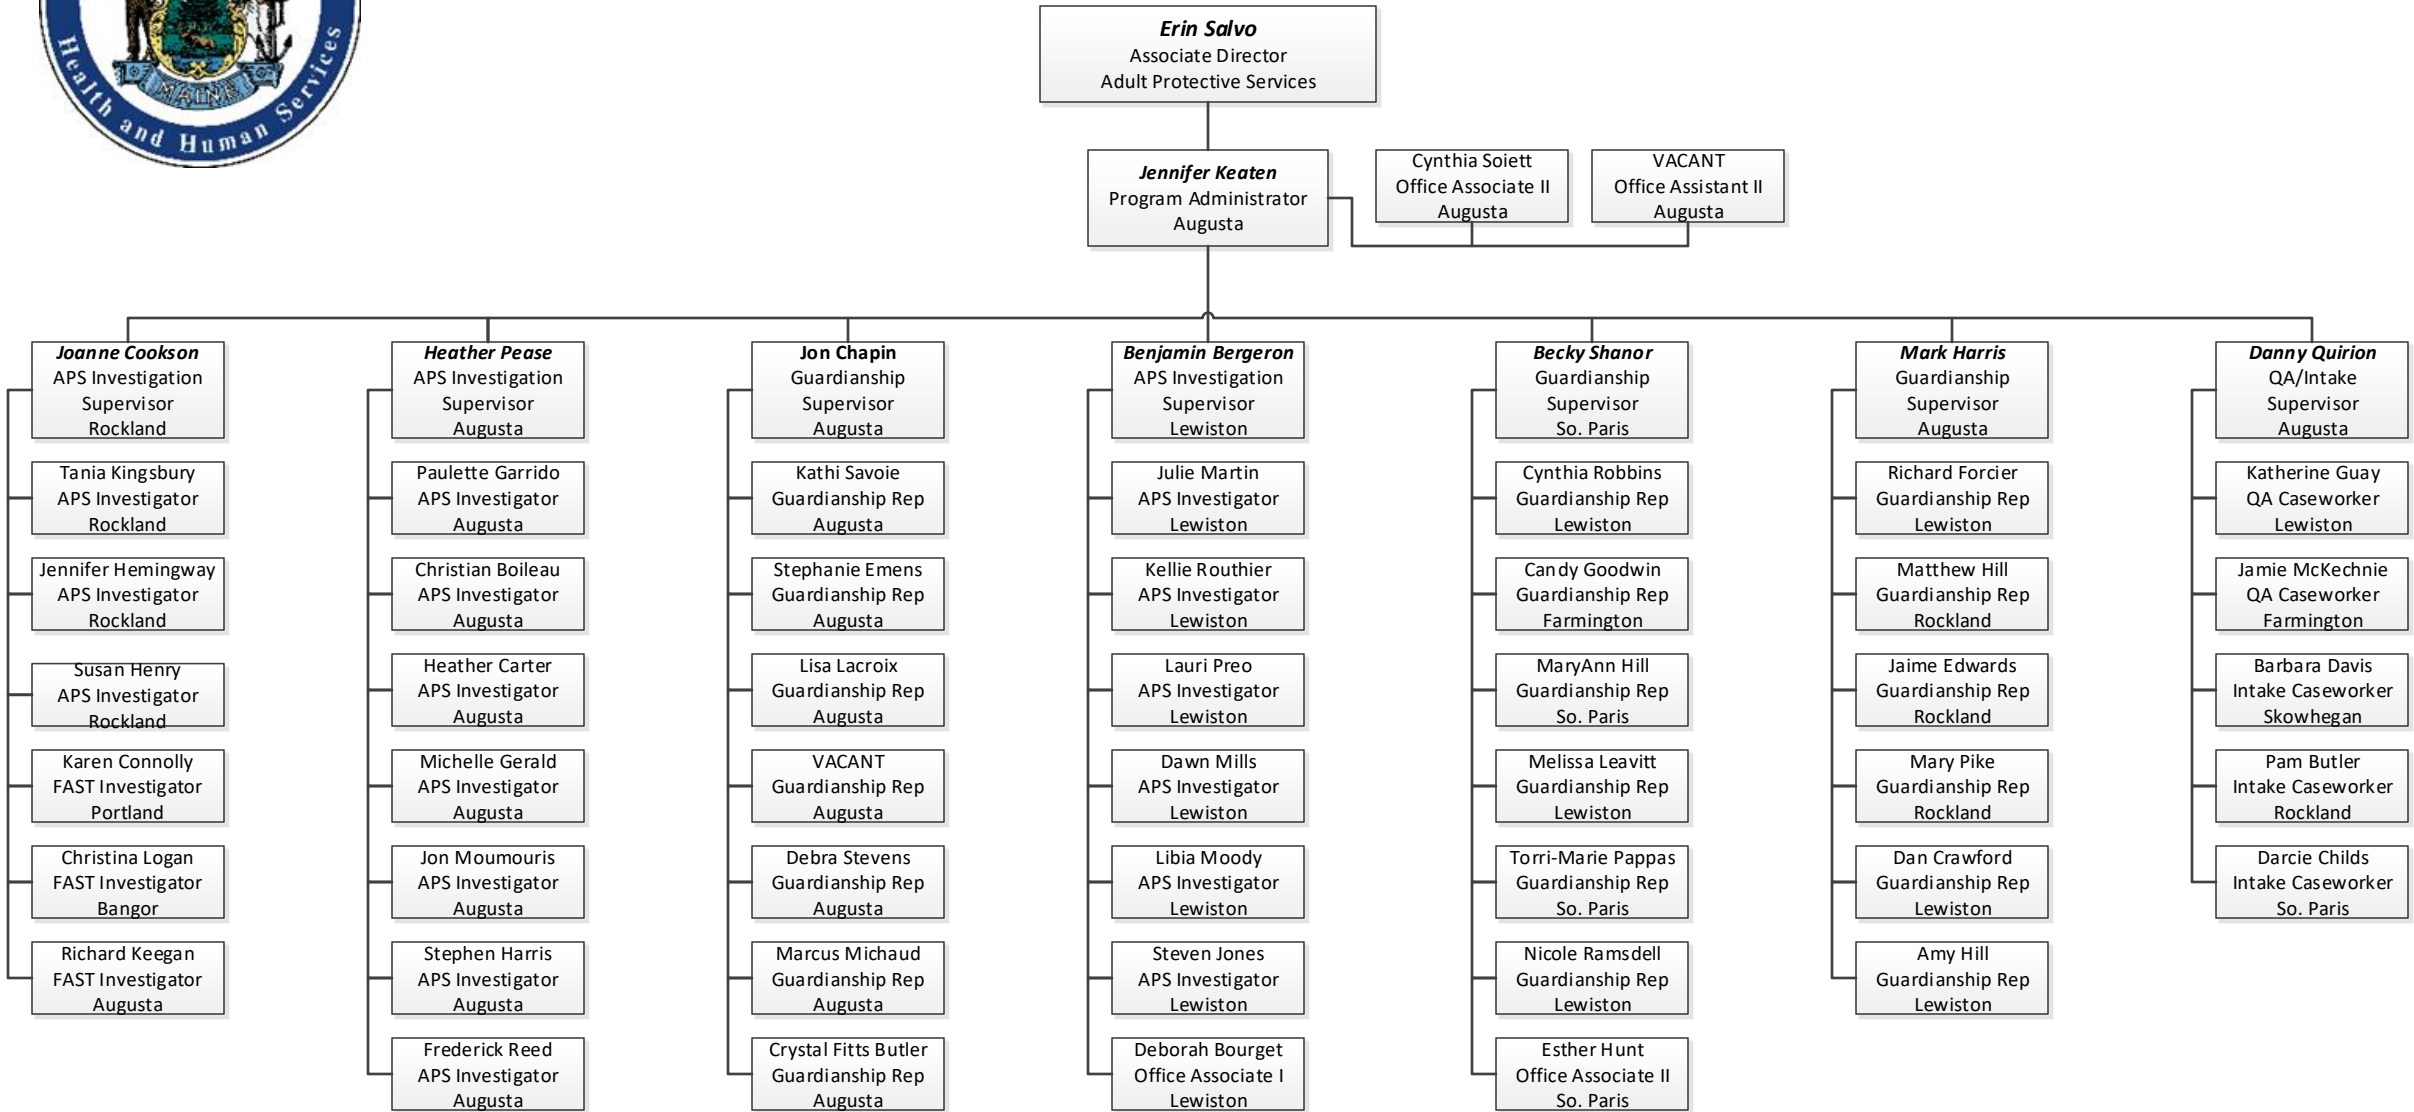 MAINE
Health and Human Services
Erin Salvo
Associate Director
Adult Protective Services
Jennifer Keaten
Program Administrator
Augusta
Cynthia Soiett
Office Associate II
Augusta
VACANT
Office Assistant II
Augusta
Joanne Cookson
APS Investigation
Supervisor
Rockland
Tania Kingsbury
APS Investigator
Rockland
Jennifer Hemingway
APS Investigator
Rockland
Susan Henry
APS Investigator
Rockland
Karen Connolly
FAST Investigator
Portland
Christina Logan
FAST Investigator
Bangor
Richard Keegan
FAST Investigator
Augusta
Heather Pease
APS Investigation
Supervisor
Augusta
Paulette Garrido
APS Investigator
Augusta
Christian Boileau
APS Investigator
Augusta
Heather Carter
APS Investigator
Augusta
Michelle Gerald
APS Investigator
Augusta
Jon Moumouris
APS Investigator
Augusta
Stephen Harris
APS Investigator
Augusta
Frederick Reed
APS Investigator
Augusta
Jon Chapin
Guardianship
Supervisor
Augusta
Kathi Savoie
Guardianship Rep
Augusta
Stephanie Emens
Guardianship Rep
Augusta
Lisa Lacroix
Guardianship Rep
Augusta
VACANT
Guardianship Rep
Augusta
Debra Stevens
Guardianship Rep
Augusta
Marcus Michaud
Guardianship Rep
Augusta
Crystal Fitts Butler
Guardianship Rep
Augusta
Benjamin Bergeron
APS Investigation
Supervisor
Lewiston
Julie Martin
APS Investigator
Lewiston
Kellie Routhier
APS Investigator
Lewiston
Lauri Preo
APS Investigator
Lewiston
Dawn Mills
APS Investigator
Lewiston
Libia Moody
APS Investigator
Lewiston
Steven Jones
APS Investigator
Lewiston
Deborah Bourget
Office Associate I
Lewiston
Becky Shanor
Guardianship
Supervisor
So. Paris
Cynthia Robbins
Guardianship Rep
Lewiston
Candy Goodwin
Guardianship Rep
Farmington
MaryAnn Hill
Guardianship Rep
So. Paris
Melissa Leavitt
Guardianship Rep
Lewiston
Torri-Marie Pappas
Guardianship Rep
So. Paris
Nicole Ramsdell
Guardianship Rep
Lewiston
Esther Hunt
Office Associate II
So. Paris
Mark Harris
Guardianship
Supervisor
Augusta
Richard Forcier
Guardianship Rep
Lewiston
Matthew Hill
Guardianship Rep
Rockland
Jaime Edwards
Guardianship Rep
Rockland
Mary Pike
Guardianship Rep
Rockland
Dan Crawford
Guardianship Rep
Lewiston
Amy Hill
Guardianship Rep
Lewiston
Danny Quirion
QA/Intake
Supervisor
Augusta
Katherine Guay
QA Caseworker
Lewiston
Jamie McKechnie
QA Caseworker
Farmington
Barbara Davis
Intake Caseworker
Skowhegan
Pam Butler
Intake Caseworker
Rockland
Darcie Childs
Intake Caseworker
So. Paris